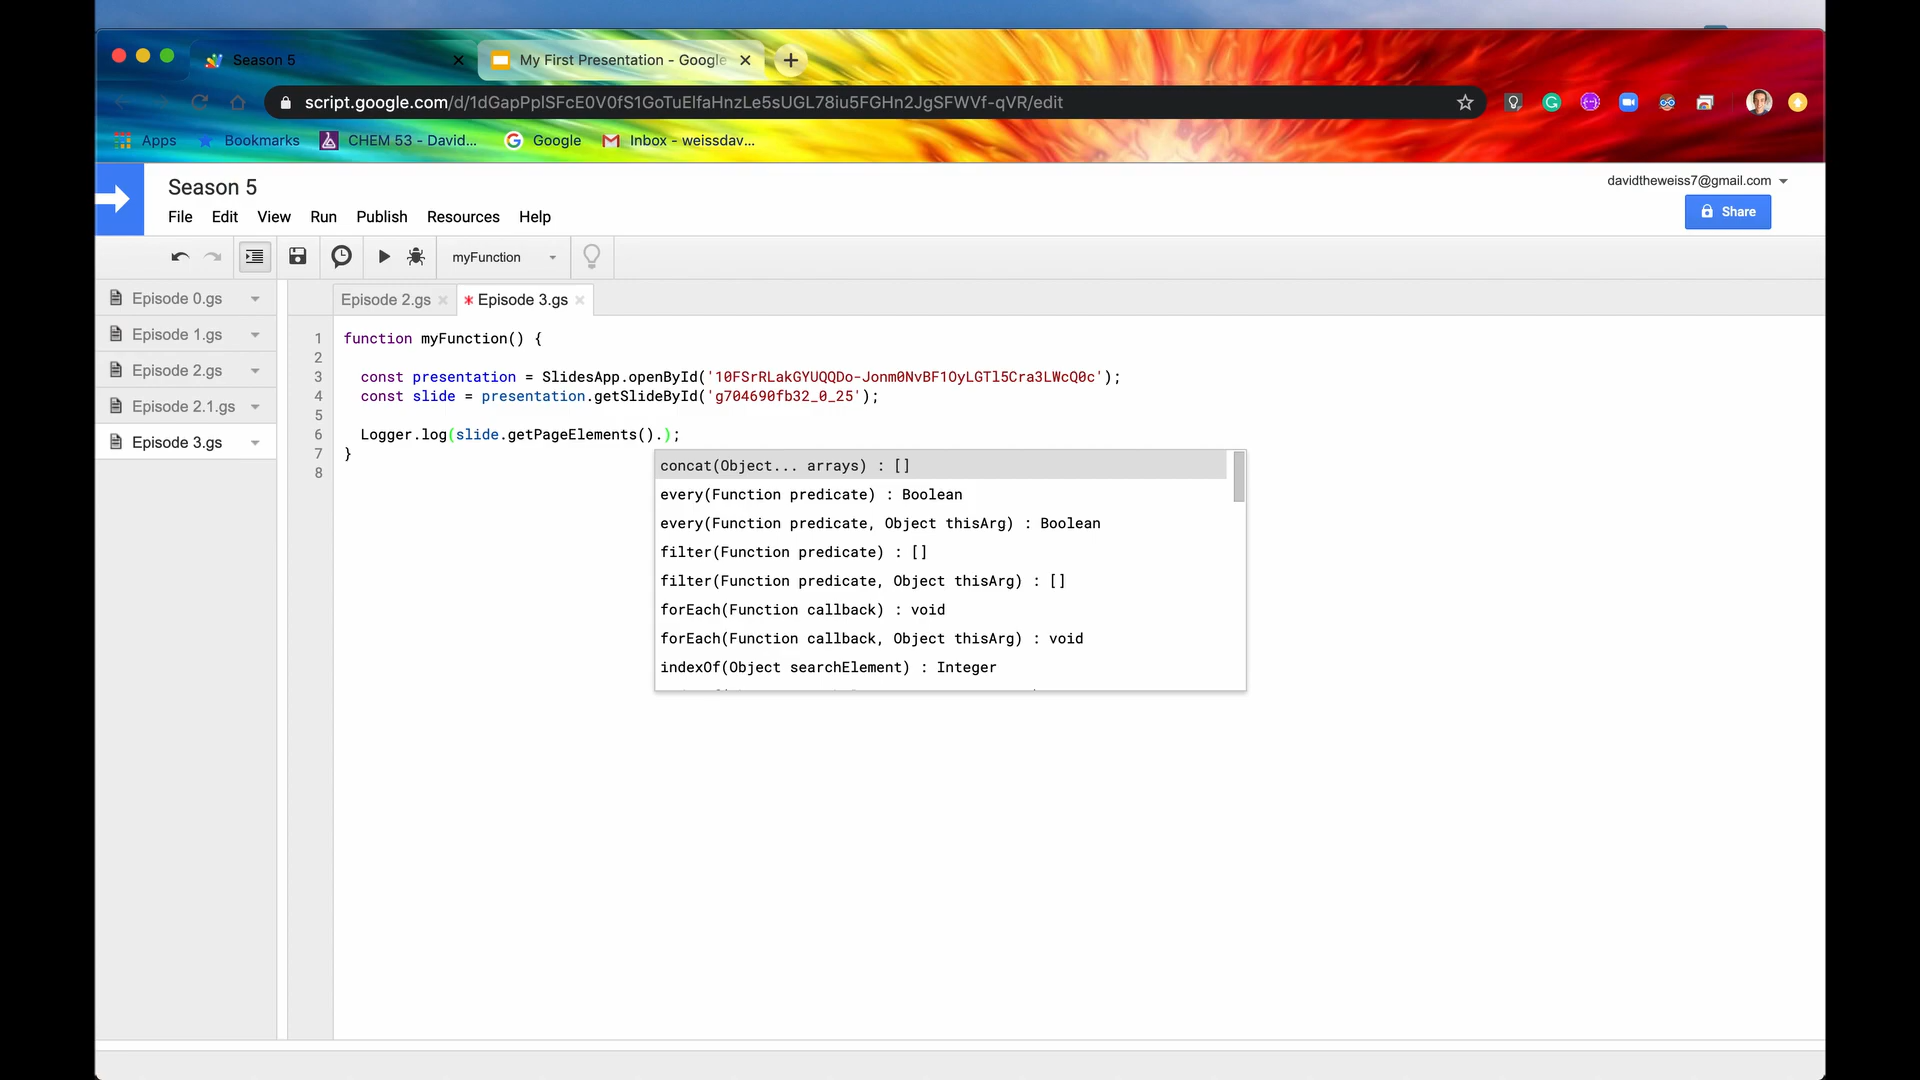 Season 5
My First Presentation - Google
script.google.com/d/1dGapPplSFcE0V0fS1GoTuElfaHnzLe5sUGL78iu5FGHn2JgSFWVf-qVR/edit
Apps Bookmarks CHEM 53 - David... Google Inbox - weissdav...
Season 5
davidtheweiss7@gmail.com
File Edit View Run Publish Resources Help
Share
myFunction
Episode 0.gs
Episode 1.gs
Episode 2.gs
Episode 2.1.gs
Episode 3.gs
Episode 2.gs * Episode 3.gs
1 function myFunction() {
2
3 const presentation = SlidesApp.openById('10FSrRLakGYUQQDo-Jonm0NvBF1OyLGTl5Cra3LWcQ0c');
4 const slide = presentation.getSlideById('g704690fb32_0_25');
5
6 Logger.log(slide.getPageElements().);
7 }
8
concat(Object... arrays) : []
every(Function predicate) : Boolean
every(Function predicate, Object thisArg) : Boolean
filter(Function predicate) : []
filter(Function predicate, Object thisArg) : []
forEach(Function callback) : void
forEach(Function callback, Object thisArg) : void
indexOf(Object searchElement) : Integer